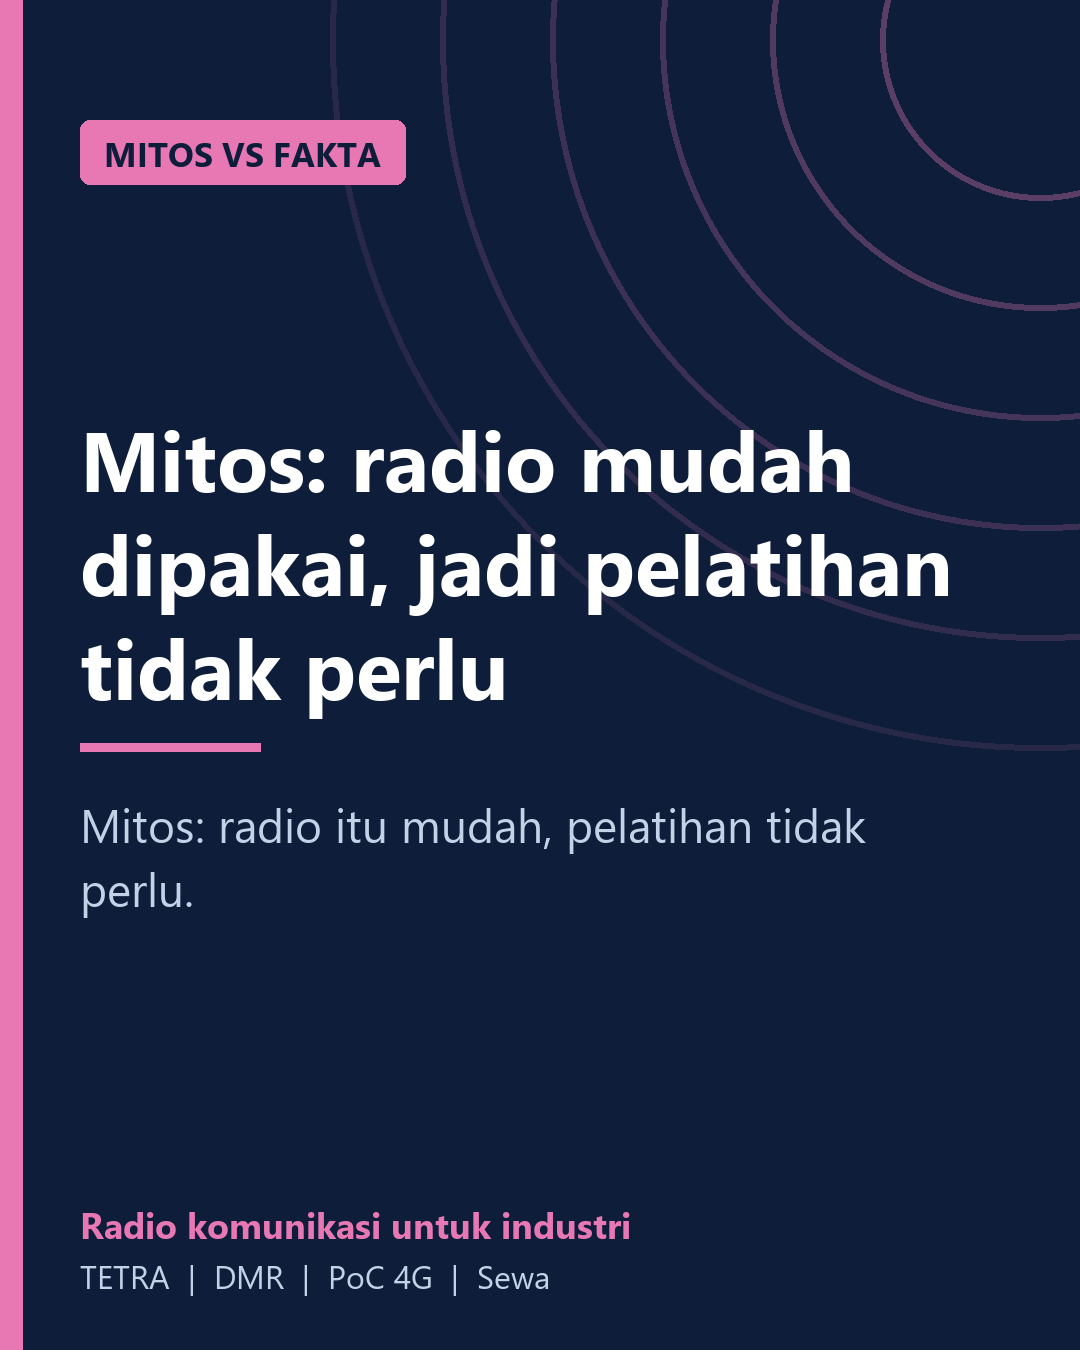 MITOS VS FAKTA
Mitos: radio mudah
dipakai, jadi pelatihan
tidak perlu
Mitos: radio itu mudah, pelatihan tidak
perlu.
Radio komunikasi untuk industri
TETRA | DMR | PoC 4G | Sewa